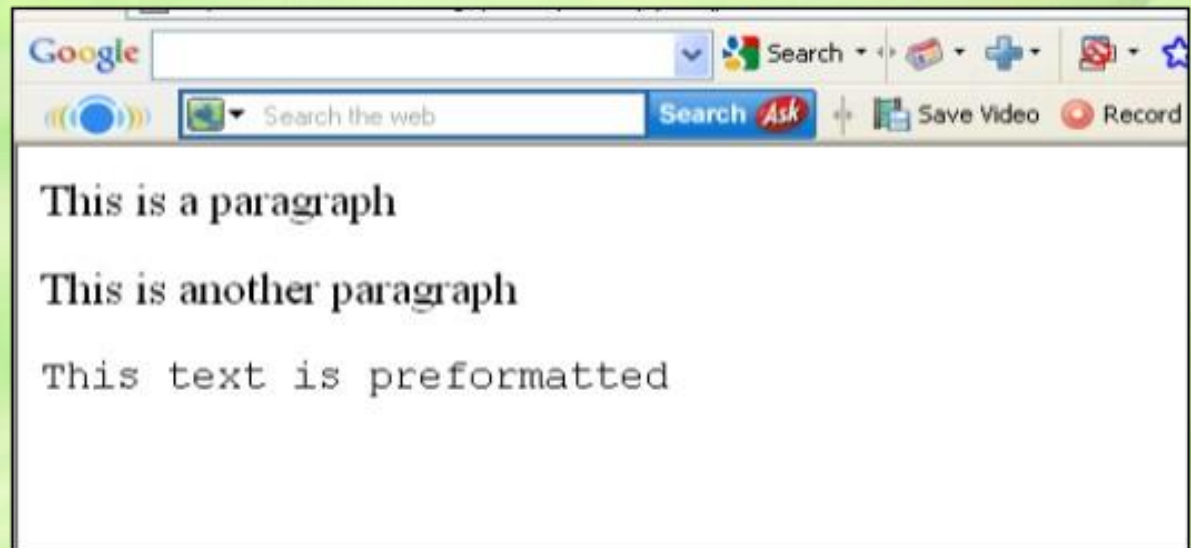 Google Search
Search the web Search Ask Save Video Record
This is a paragraph
This is another paragraph
This text is preformatted